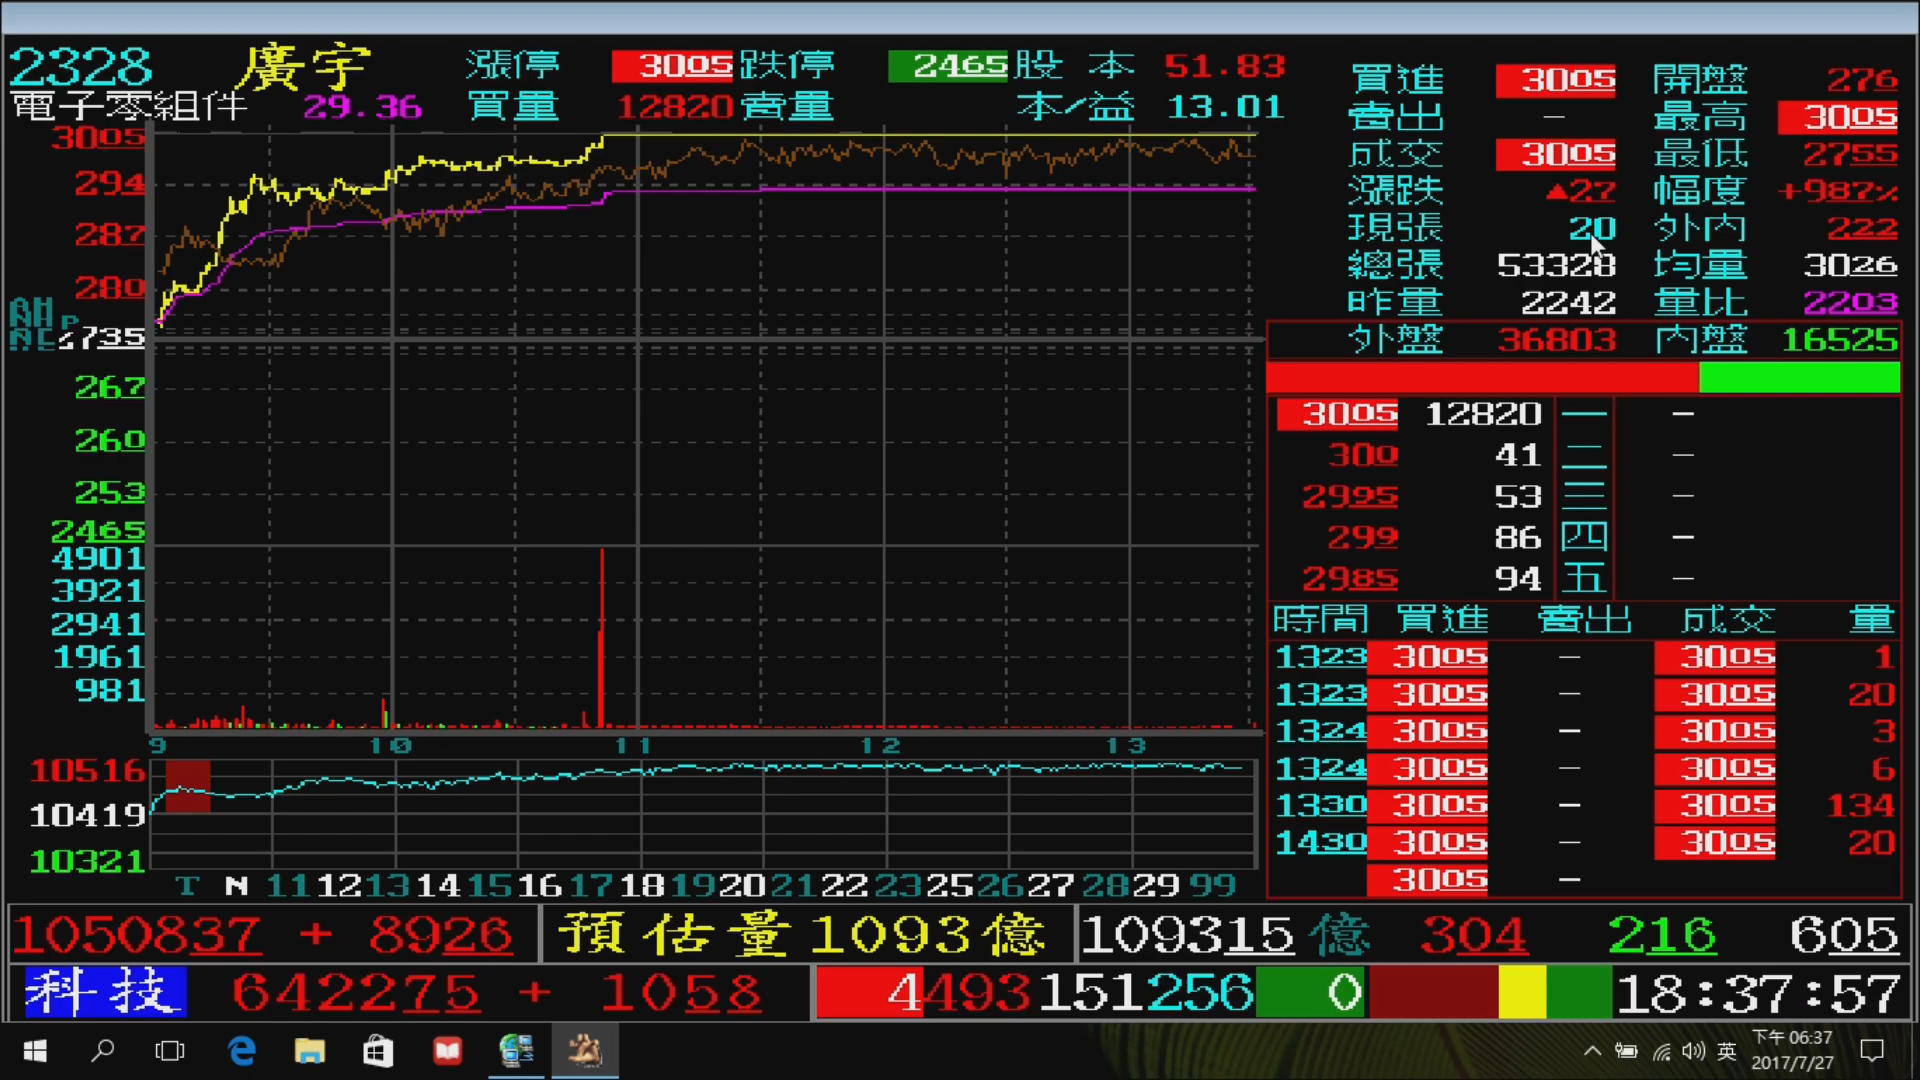 2328 廣宇 漲停 3005 跌停 2465 股 本 51.83
電子零組件 29.36 買量 12820 賣量 本/益 13.01
買進 3005 開盤 276
賣出 — 最高 3005
成交 3005 最低 2755
漲跌 ▲27 幅度 +987%
現張 20 外內 222
總張 53328 均量 3026
昨量 2242 量比 2203
外盤 36803 內盤 16525
3005
294
287
280
2735
267
260
253
2465
4901
3921
2941
1961
981
9 10 11 12 13
3005 12820 一 —
300 41 二 —
2995 53 三 —
299 86 四 —
2985 94 五 —
時間 買進 賣出 成交 量
1323 3005 — 3005 1
1323 3005 — 3005 20
1324 3005 — 3005 3
1324 3005 — 3005 6
1330 3005 — 3005 134
1430 3005 — 3005 20
3005 —
10516
10419
10321
T N 11 12 13 14 15 16 17 18 19 20 21 22 23 25 26 27 28 29 99
1050837 + 8926 預估量1093億 109315億 304 216 605
科技 642275 + 1058 4493151256 0 18:37:57
英 下午 06:37
2017/7/27